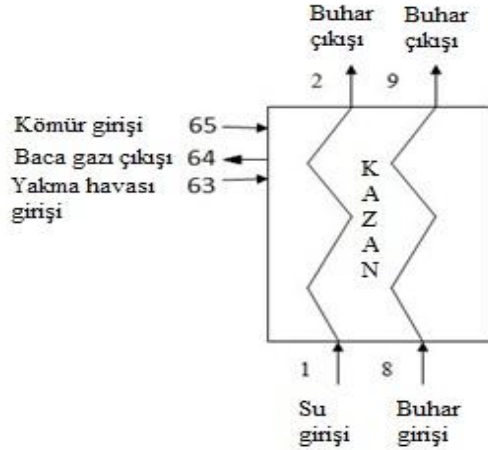 Buhar
çıkışı
Buhar
çıkışı
2
9
Kömür girişi 65
Baca gazı çıkışı 64
Yakma havası 63
girişi
K
A
Z
A
N
1
8
Su
girişi
Buhar
girişi